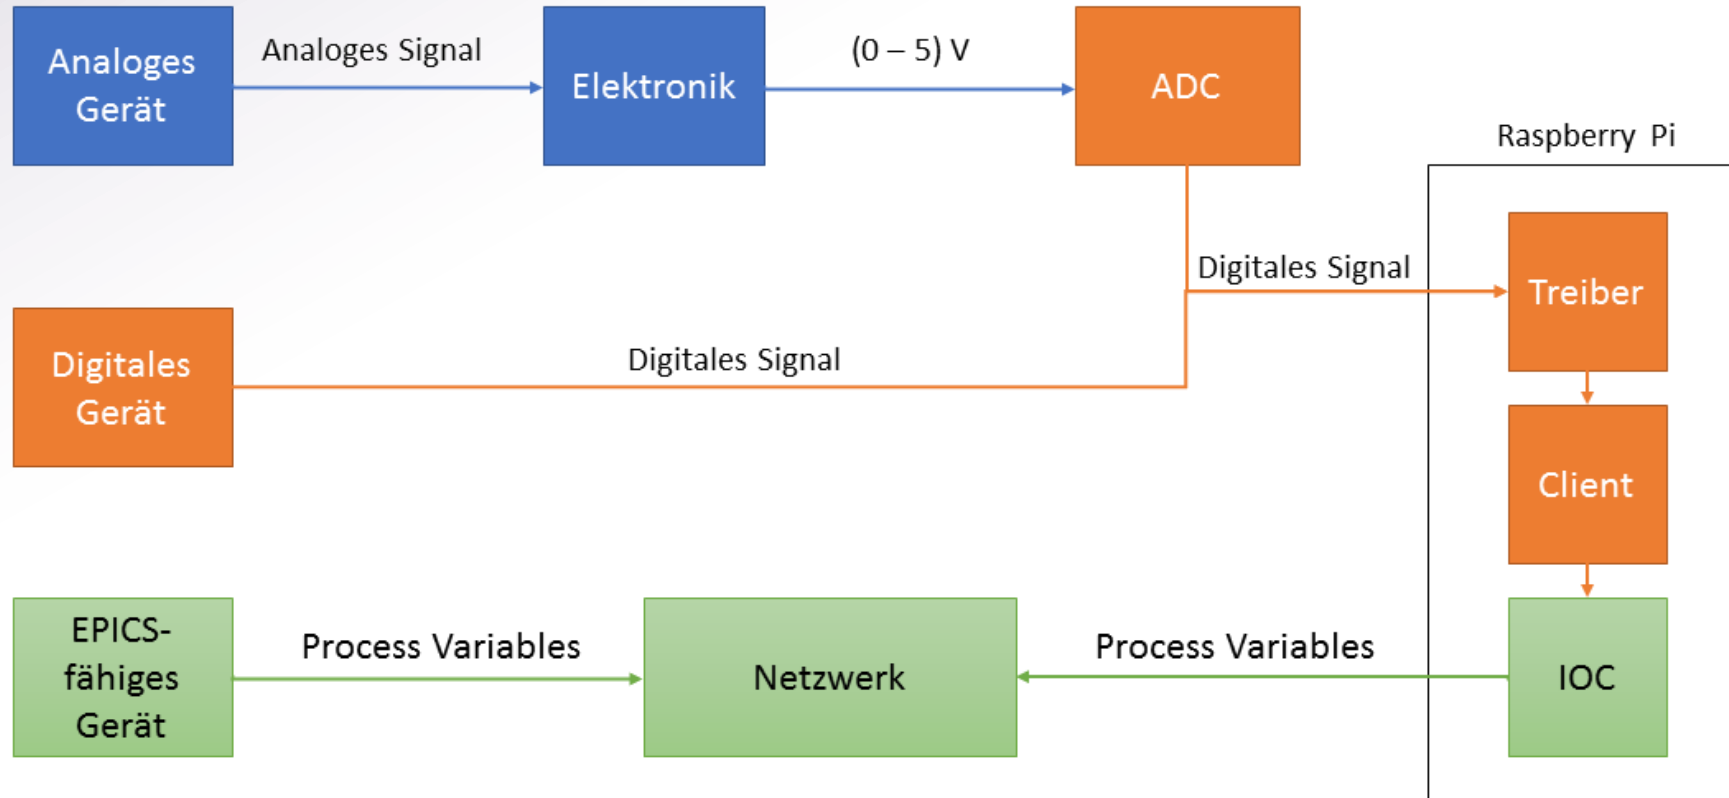 Analoges
Gerät
Analoges Signal
Elektronik
(0 – 5) V
ADC
Raspberry Pi
Digitales Signal
Treiber
Digitales
Gerät
Digitales Signal
Client
EPICS-
fähiges
Gerät
Process Variables
Netzwerk
Process Variables
IOC